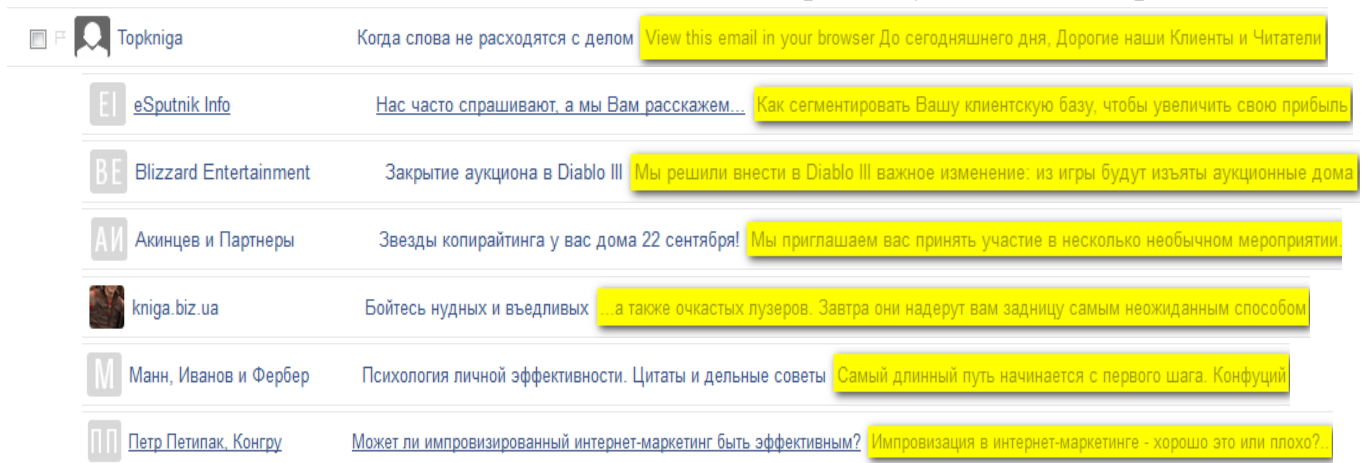 Topkniga Когда слова не расходятся с делом View this email in your browser До сегодняшнего дня, Дорогие наши Клиенты и Читатели
EI eSputnik Info Нас часто спрашивают, а мы Вам расскажем... Как сегментировать Вашу клиентскую базу, чтобы увеличить свою прибыль
BE Blizzard Entertainment Закрытие аукциона в Diablo III Мы решили внести в Diablo III важное изменение: из игры будут изъяты аукционные дома
АИ Акинцев и Партнеры Звезды копирайтинга у вас дома 22 сентября! Мы приглашаем вас принять участие в несколько необычном мероприятии.
kniga.biz.ua Бойтесь нудных и въедливых ...а также очкастых лузеров. Завтра они надерут вам задницу самым неожиданным способом
М Манн, Иванов и Фербер Психология личной эффективности. Цитаты и дельные советы Самый длинный путь начинается с первого шага. Конфуций
ПП Петр Петипак, Конгру Может ли импровизированный интернет-маркетинг быть эффективным? Импровизация в интернет-маркетинге - хорошо это или плохо?..